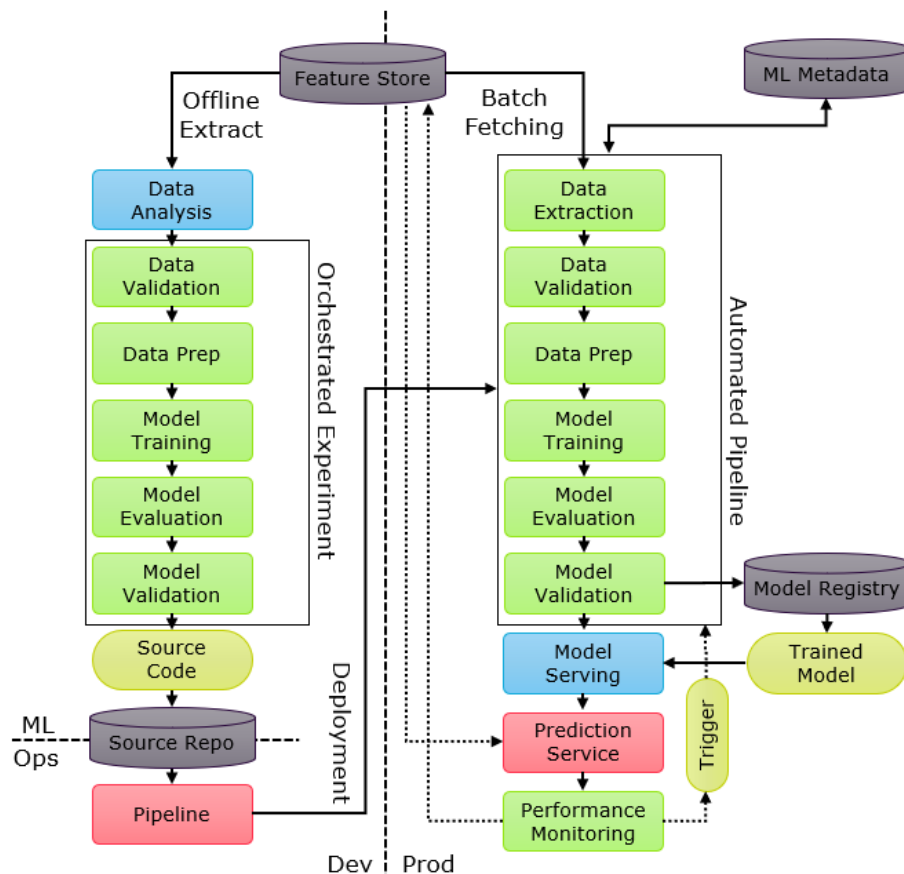 Feature Store
ML Metadata
Offline
Extract
Batch
Fetching
Data
Analysis
Data
Validation
Data Prep
Model
Training
Model
Evaluation
Model
Validation
Orchestrated Experiment
Source
Code
ML
Ops
Source Repo
Pipeline
Deployment
Dev
Prod
Data
Extraction
Data
Validation
Data Prep
Model
Training
Model
Evaluation
Model
Validation
Automated Pipeline
Model Registry
Trained
Model
Model
Serving
Prediction
Service
Trigger
Performance
Monitoring